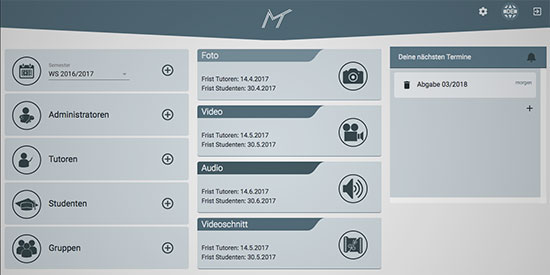 MT
Semester
WS 2016/2017
Administratoren
Tutoren
Studenten
Gruppen
Foto
Frist Tutoren: 14.4.2017
Frist Studenten: 30.4.2017
Video
Frist Tutoren: 14.5.2017
Frist Studenten: 30.5.2017
Audio
Frist Tutoren: 14.6.2017
Frist Studenten: 30.6.2017
Videoschnitt
Frist Tutoren: 14.5.2017
Frist Studenten: 30.5.2017
Deine nächsten Termine
Abgabe 03/2018
morgen